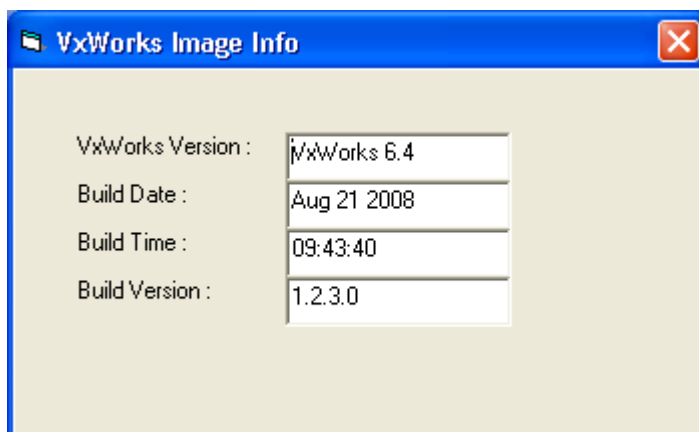 VxWorks Image Info
VxWorks Version : VxWorks 6.4
Build Date : Aug 21 2008
Build Time : 09:43:40
Build Version : 1.2.3.0